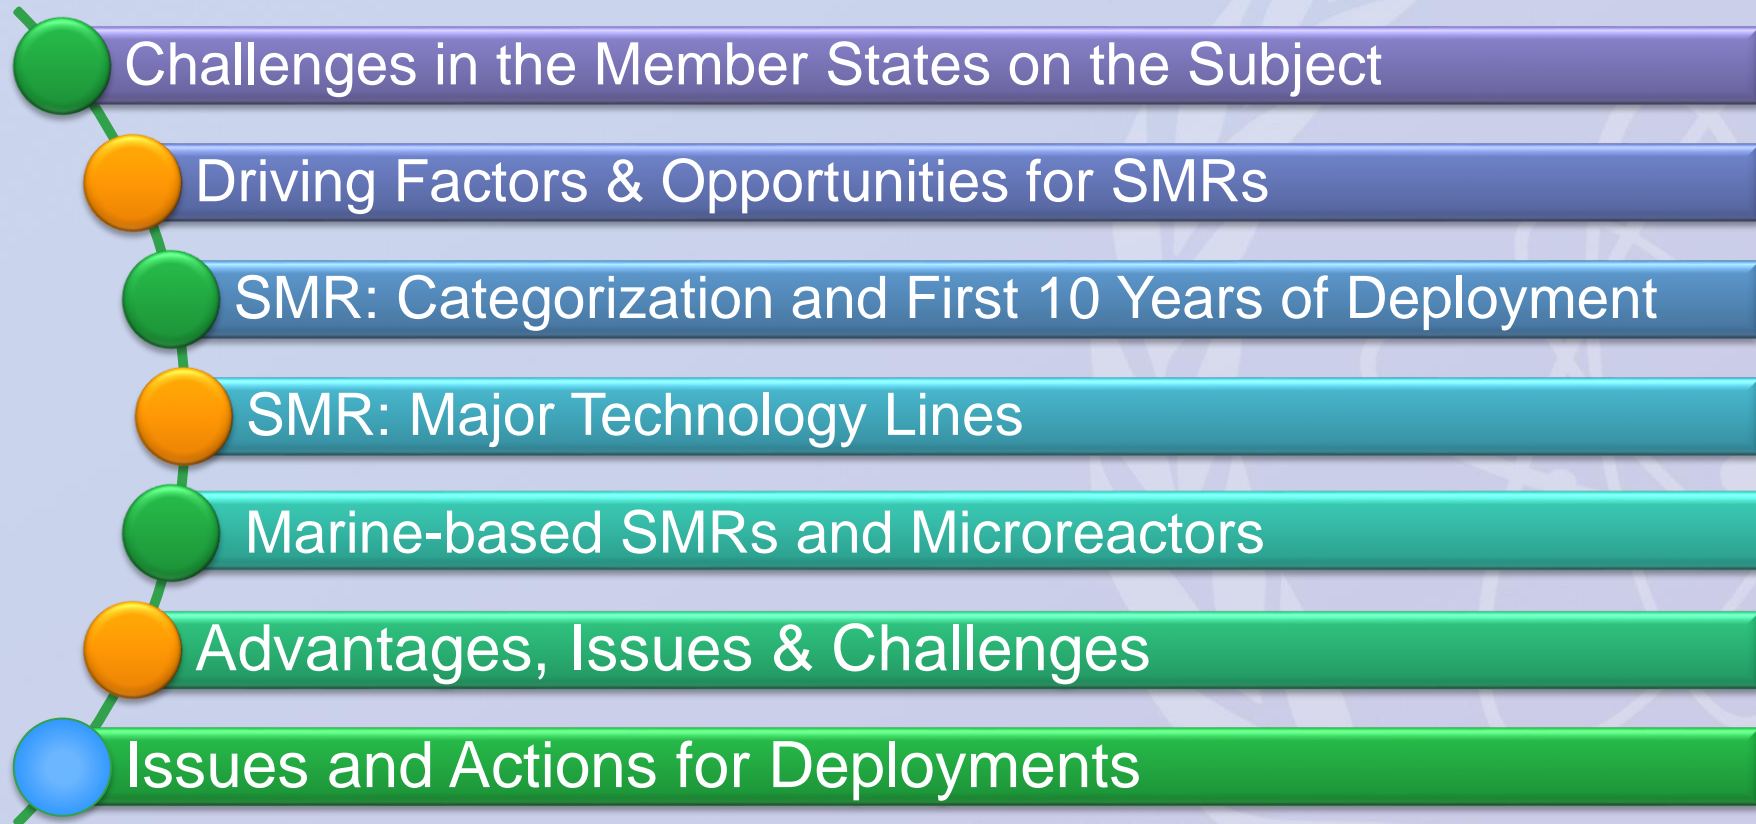 Challenges in the Member States on the Subject
Driving Factors & Opportunities for SMRs
SMR: Categorization and First 10 Years of Deployment
SMR: Major Technology Lines
Marine-based SMRs and Microreactors
Advantages, Issues & Challenges
Issues and Actions for Deployments